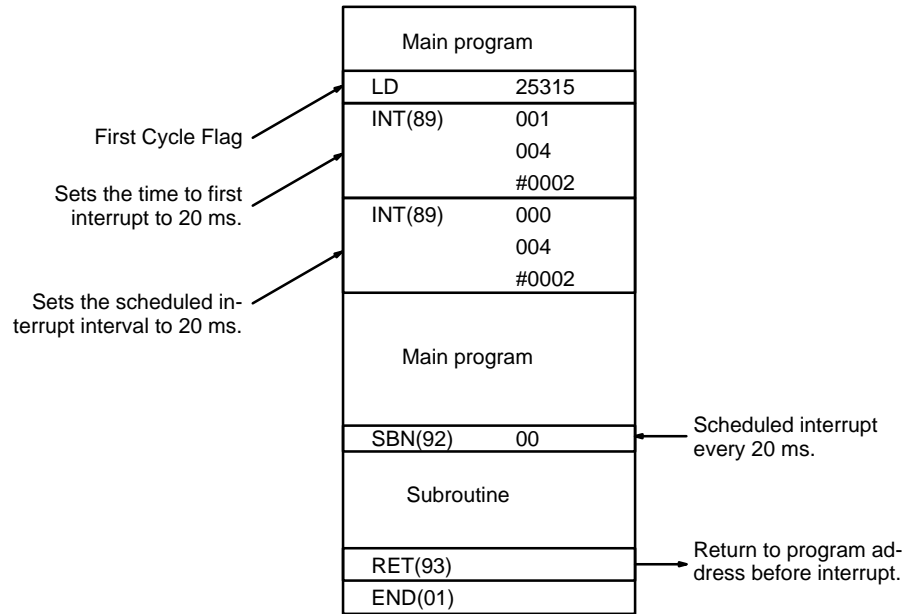 Main program
LD 25315
First Cycle Flag
INT(89) 001
004
#0002
Sets the time to first
interrupt to 20 ms.
INT(89) 000
004
#0002
Sets the scheduled in-
terrupt interval to 20 ms.
Main program
SBN(92) 00
Scheduled interrupt
every 20 ms.
Subroutine
RET(93)
Return to program ad-
dress before interrupt.
END(01)